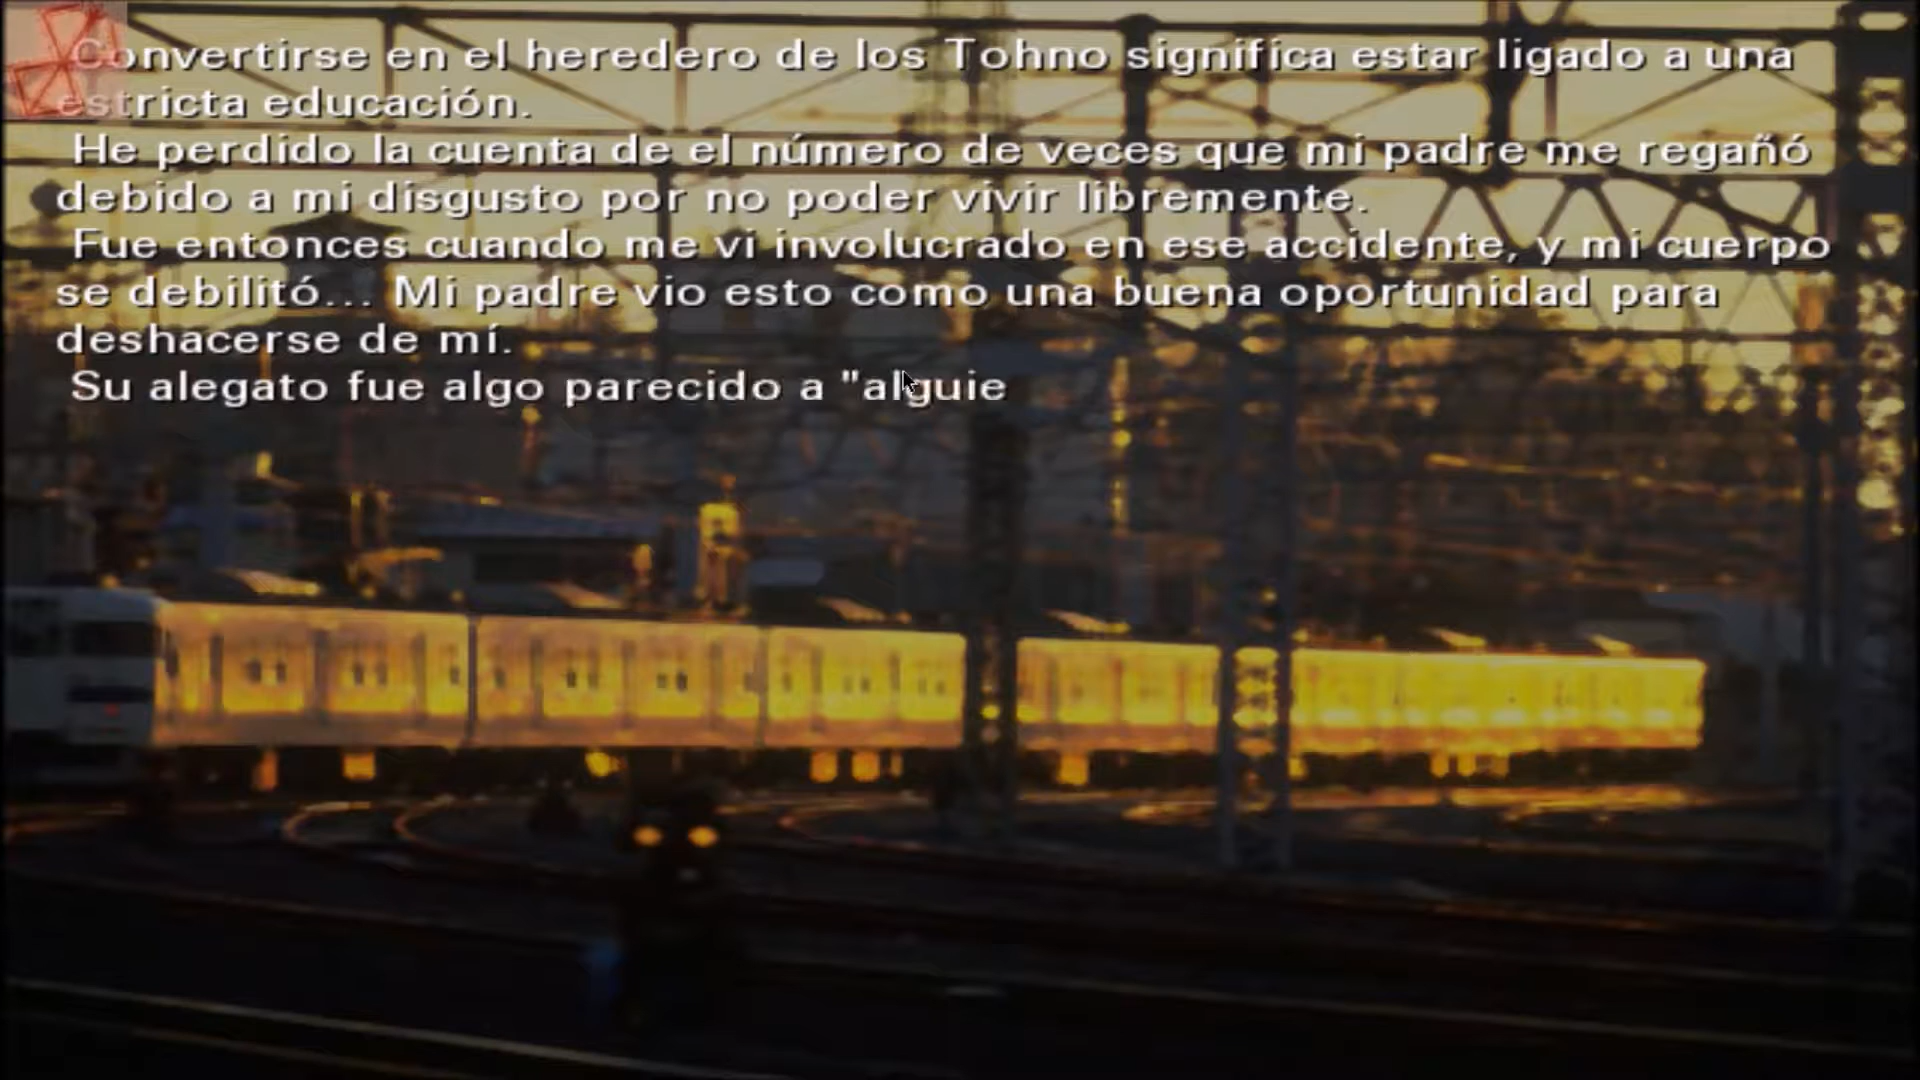 Convertirse en el heredero de los Tohno significa estar ligado a una
estricta educación.
He perdido la cuenta de el número de veces que mi padre me regañó
debido a mi disgusto por no poder vivir libremente.
Fue entonces cuando me vi involucrado en ese accidente, y mi cuerpo
se debilitó... Mi padre vio esto como una buena oportunidad para
deshacerse de mí.
Su alegato fue algo parecido a "alguie